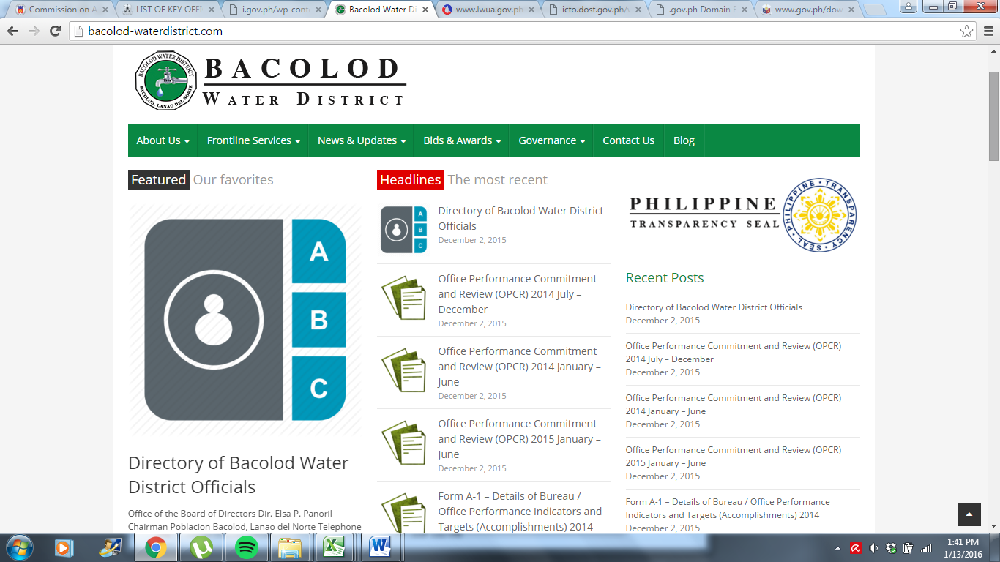 Commission on A
LIST OF KEY OFFI
i.gov.ph/wp-cont
Bacolod Water Di
www.lwua.gov.ph
icto.dost.gov.ph/
.gov.ph Domain R
www.gov.ph/dow
bacolod-waterdistrict.com
BACOLOD WATER DISTRICT
BACOLOD, LANAO DEL NORTE
BACOLOD
WATER DISTRICT
About Us
Frontline Services
News & Updates
Bids & Awards
Governance
Contact Us
Blog
Featured Our favorites
A
B
C
Directory of Bacolod Water
District Officials
Office of the Board of Directors Dir. Elsa P. Panoril
Chairman Poblacion Bacolod, Lanao del Norte Telephone
Headlines The most recent
A
B
C
Directory of Bacolod Water District
Officials
December 2, 2015
Office Performance Commitment
and Review (OPCR) 2014 July –
December
December 2, 2015
Office Performance Commitment
and Review (OPCR) 2014 January –
June
December 2, 2015
Office Performance Commitment
and Review (OPCR) 2015 January –
June
December 2, 2015
Form A-1 – Details of Bureau /
Office Performance Indicators and
Targets (Accomplishments) 2014
PHILIPPINE
TRANSPARENCY SEAL
PHILIPPINE TRANSPARENCY SEAL
Recent Posts
Directory of Bacolod Water District Officials
December 2, 2015
Office Performance Commitment and Review (OPCR)
2014 July – December
December 2, 2015
Office Performance Commitment and Review (OPCR)
2014 January – June
December 2, 2015
Office Performance Commitment and Review (OPCR)
2015 January – June
December 2, 2015
Form A-1 – Details of Bureau / Office Performance
Indicators and Targets (Accomplishments) 2014
December 2, 2015
1:41 PM
1/13/2016